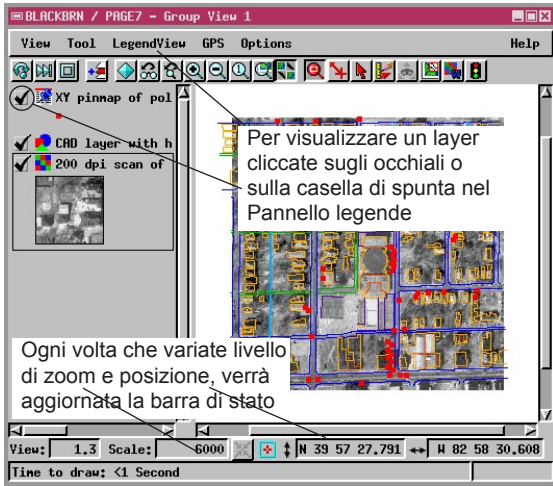 BLACKBRN / PAGE7 - Group View 1
View Tool LegendView GPS Options Help
XY pinmap of pol
CAD layer with h
200 dpi scan of
Per visualizzare un layer
cliccate sugli occhiali o
sulla casella di spunta nel
Pannello legende
Ogni volta che variate livello
di zoom e posizione, verrà
aggiornata la barra di stato
View: 1.3 Scale: 6000 N 39 57 27.791 W 82 58 30.608
Time to draw: <1 Second